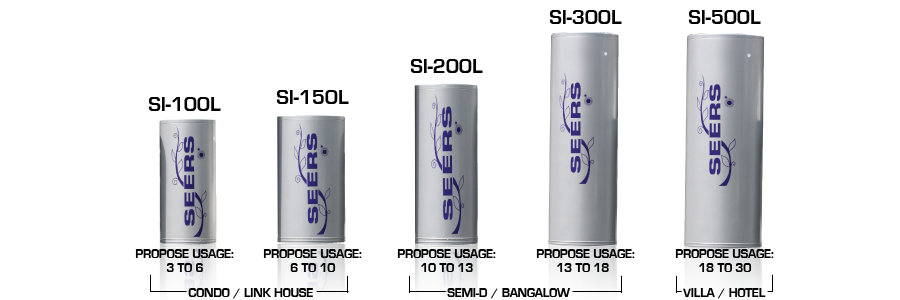 SI-100L
SI-150L
SI-200L
SI-300L
SI-500L
SEERS
SEERS
SEERS
SEERS
SEERS
PROPOSE USAGE:
3 TO 6
PROPOSE USAGE:
6 TO 10
PROPOSE USAGE:
10 TO 13
PROPOSE USAGE:
13 TO 18
PROPOSE USAGE:
18 TO 30
CONDO / LINK HOUSE
SEMI-D / BANGALOW
VILLA / HOTEL